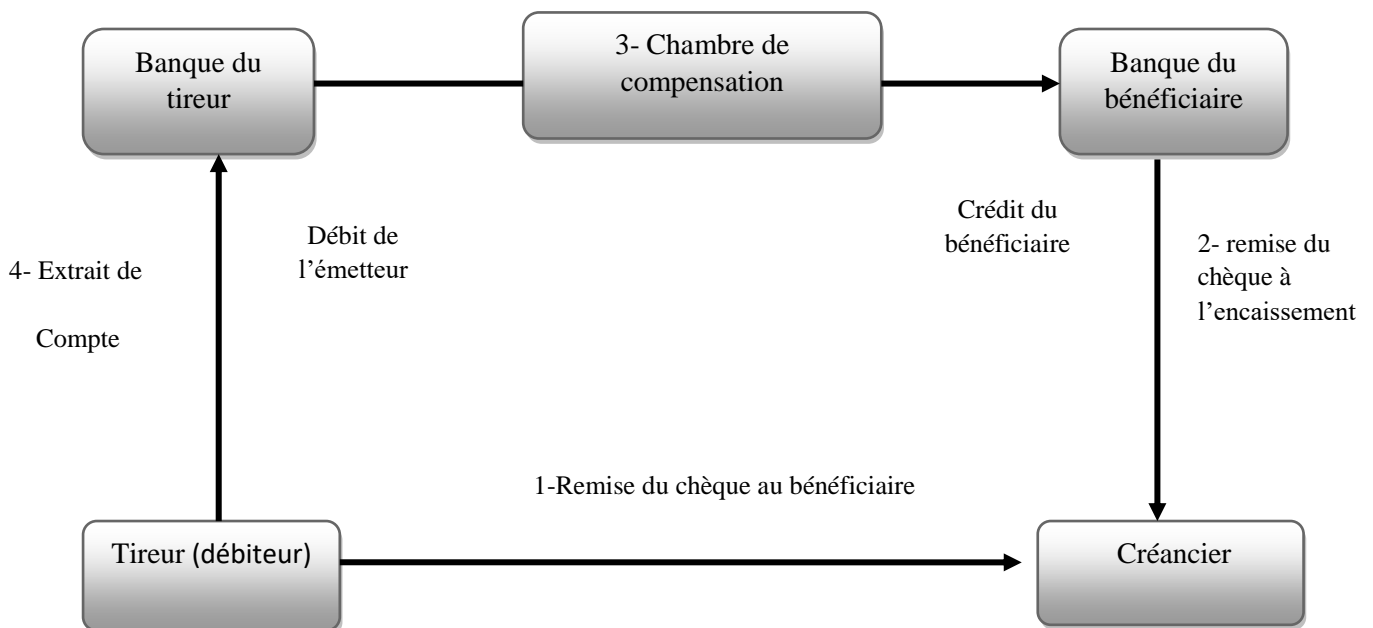 Banque du
tireur
3- Chambre de
compensation
Banque du
bénéficiaire
4- Extrait de
Compte
Débit de
l’émetteur
Crédit du
bénéficiaire
2- remise du
chèque à
l’encaissement
1-Remise du chèque au bénéficiaire
Tireur (débiteur)
Créancier